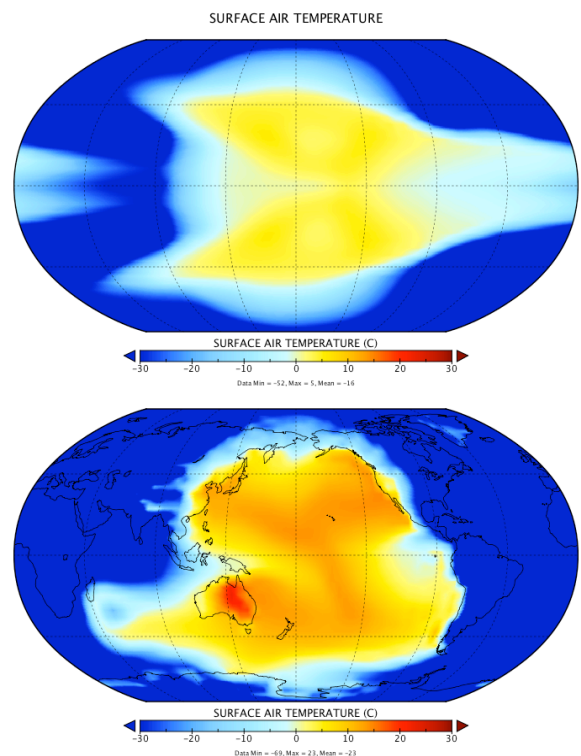 SURFACE AIR TEMPERATURE
SURFACE AIR TEMPERATURE (C)
-30 -20 -10 0 10 20 30
Data Min = -52, Max = 5, Mean = -16
SURFACE AIR TEMPERATURE (C)
-30 -20 -10 0 10 20 30
Data Min = -69, Max = 23, Mean = -23